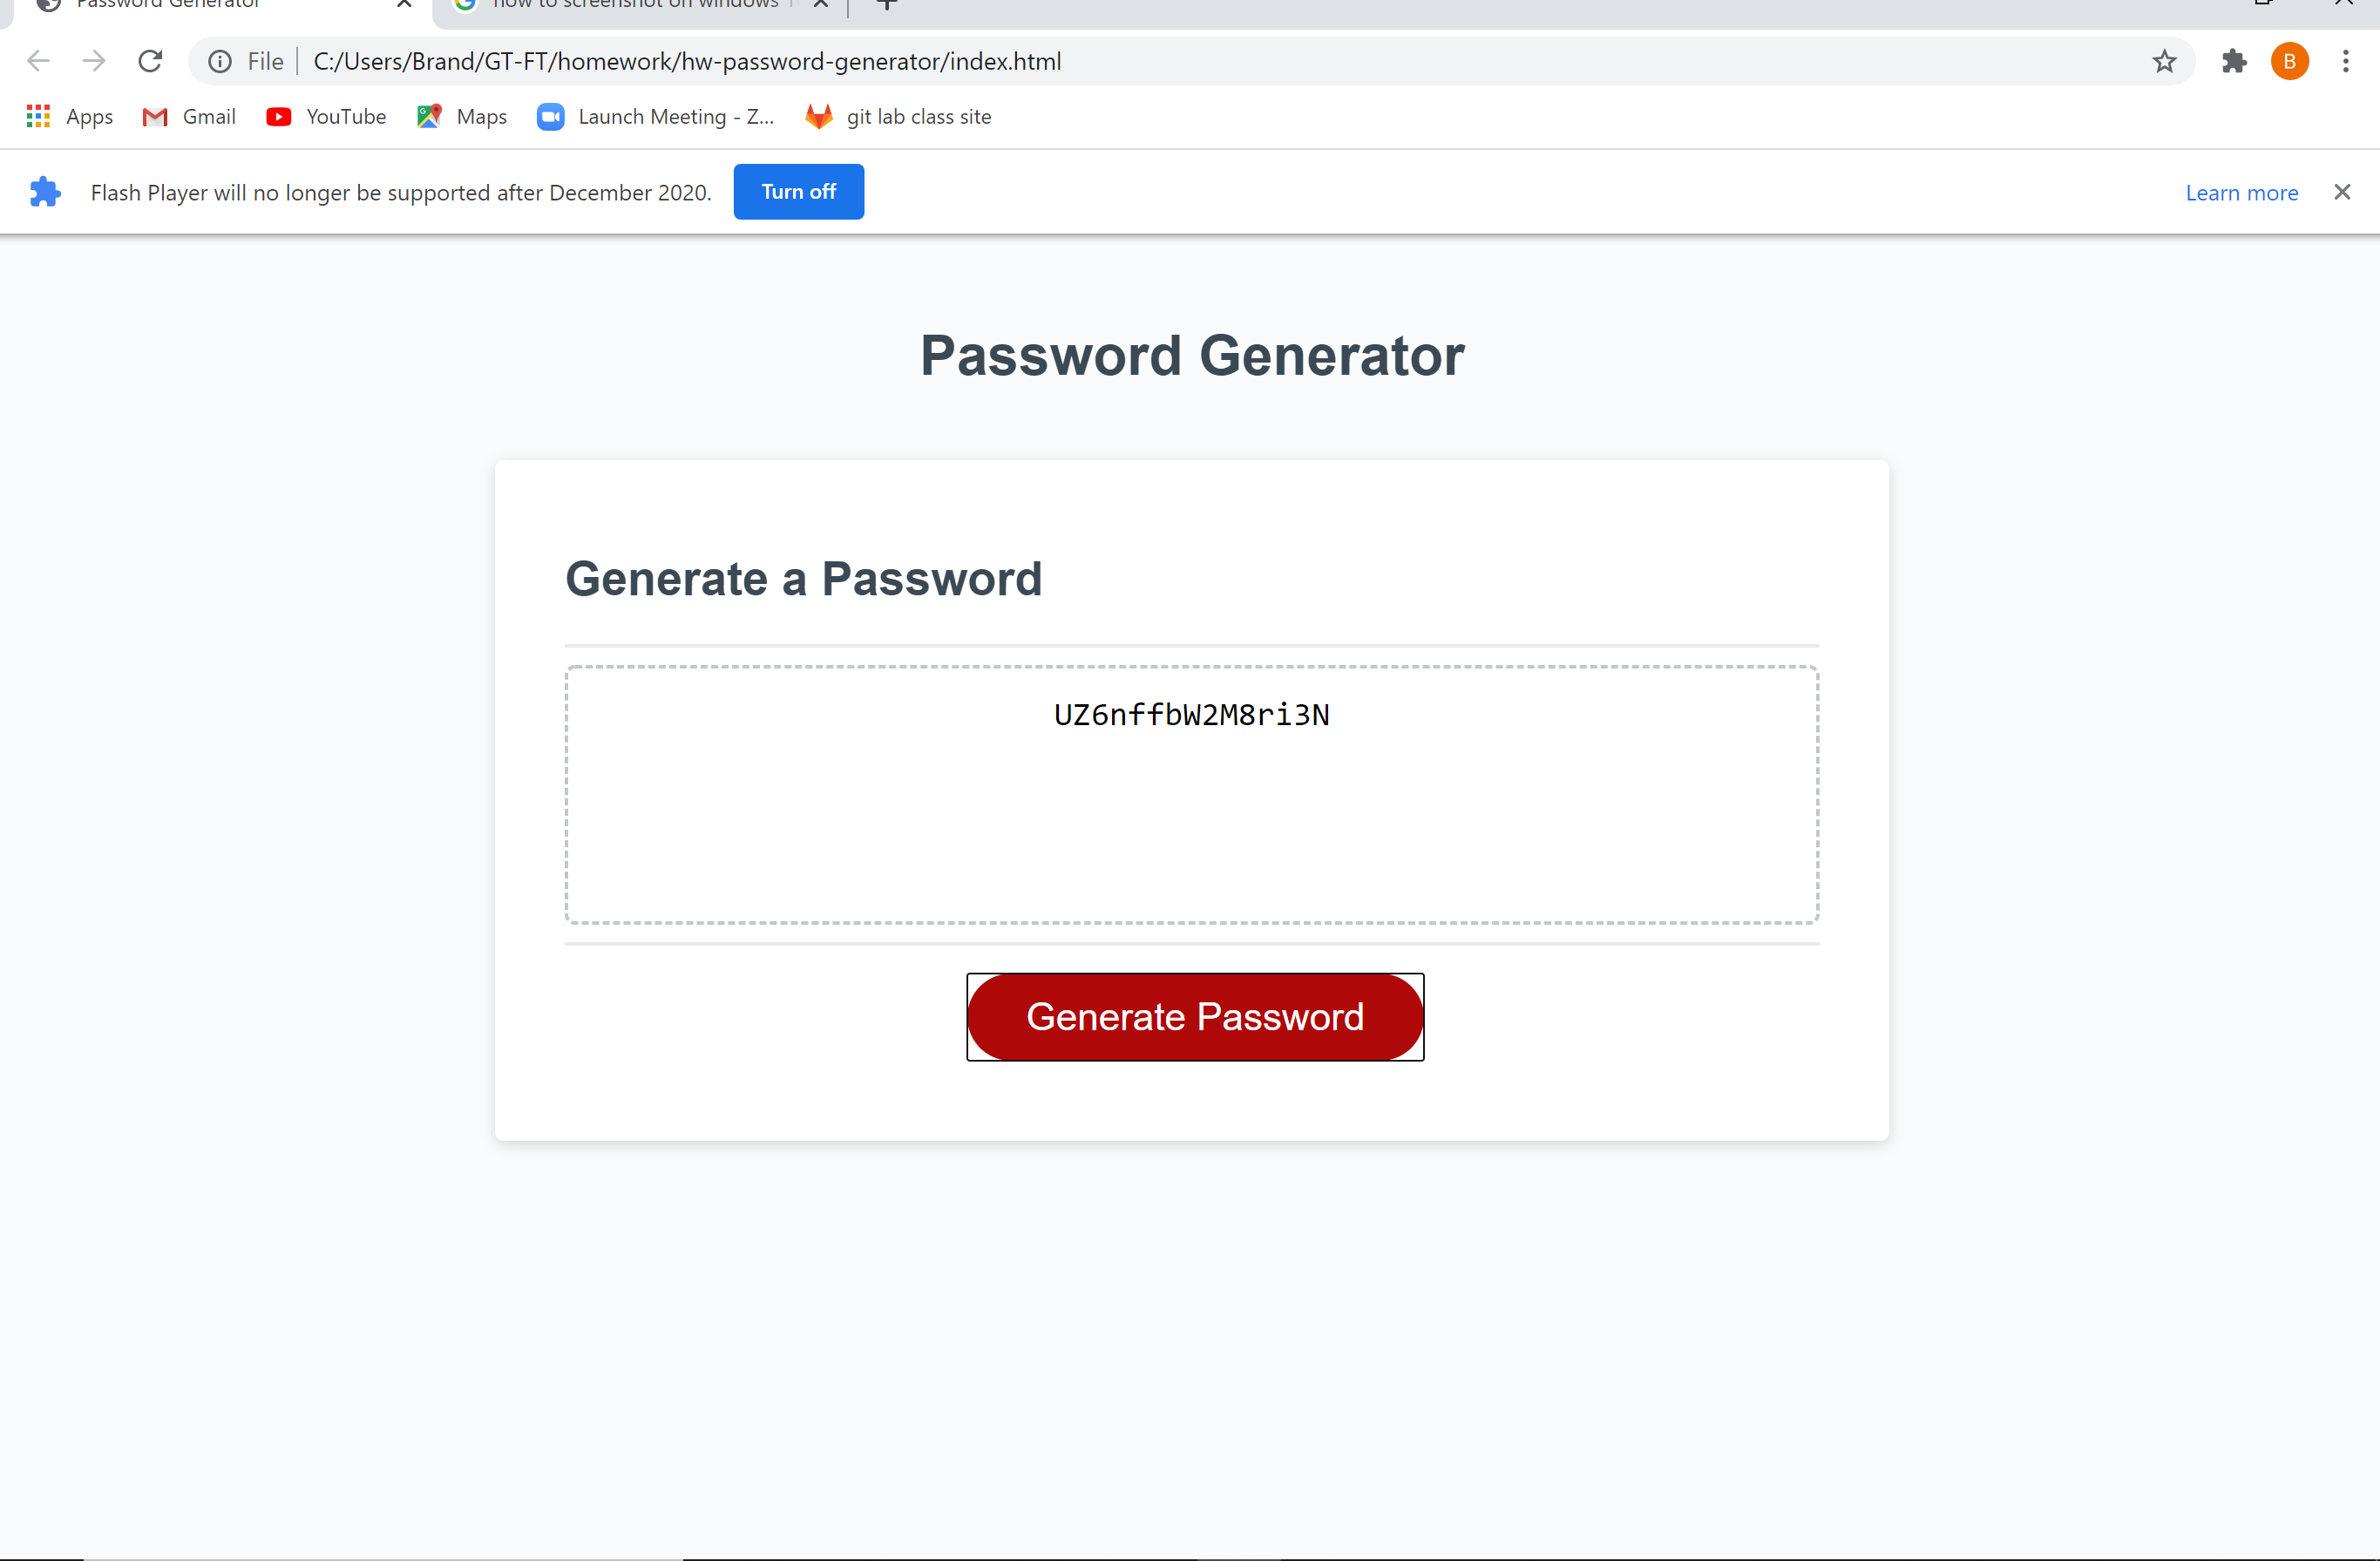 Password Generator
how to screenshot on windows
File
C:/Users/Brand/GT-FT/homework/hw-password-generator/index.html
B
Apps
Gmail
YouTube
Maps
Launch Meeting - Z...
git lab class site
Flash Player will no longer be supported after December 2020.
Turn off
Learn more
Password Generator
Generate a Password
UZ6nffbW2M8ri3N
Generate Password